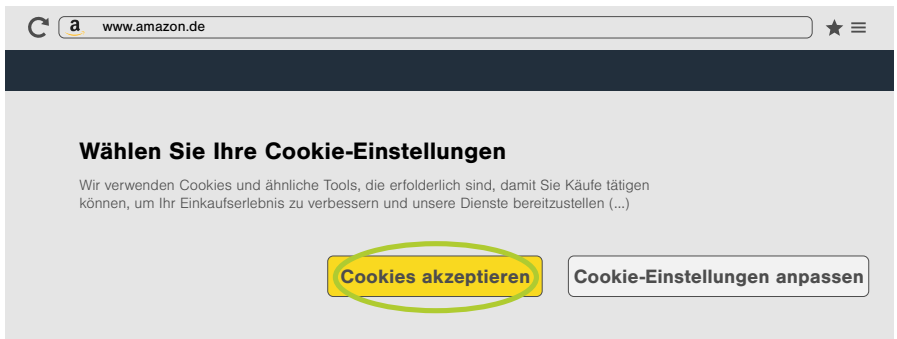 a www.amazon.de
Wählen Sie Ihre Cookie-Einstellungen
Wir verwenden Cookies und ähnliche Tools, die erfolderlich sind, damit Sie Käufe tätigen
können, um Ihr Einkaufserlebnis zu verbessern und unsere Dienste bereitzustellen (...)
Cookies akzeptieren Cookie-Einstellungen anpassen